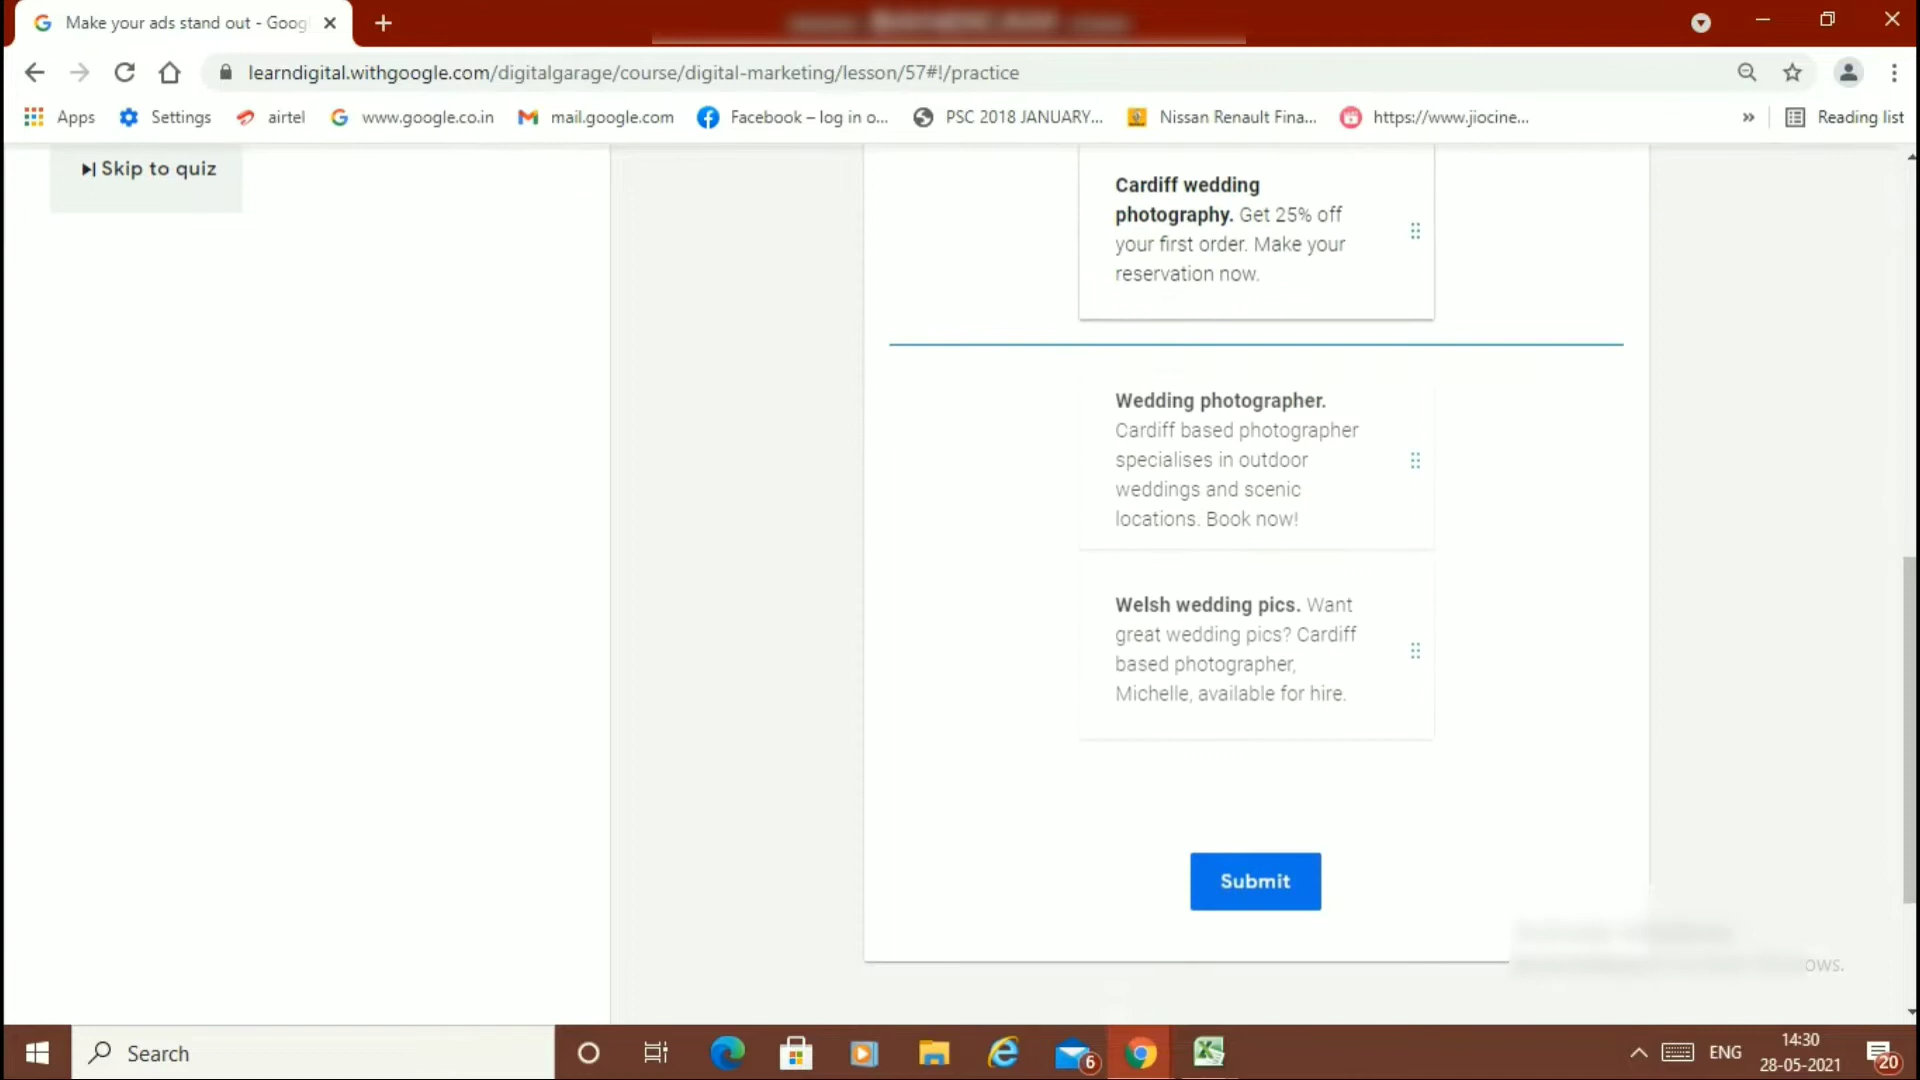 Make your ads stand out - Goog
learndigital.withgoogle.com/digitalgarage/course/digital-marketing/lesson/57#!/practice
Apps Settings airtel www.google.co.in mail.google.com Facebook – log in o... PSC 2018 JANUARY... Nissan Renault Fina... https://www.jiocine... » Reading list
Skip to quiz
Cardiff wedding
photography. Get 25% off
your first order. Make your
reservation now.
Wedding photographer.
Cardiff based photographer
specialises in outdoor
weddings and scenic
locations. Book now!
Welsh wedding pics. Want
great wedding pics? Cardiff
based photographer,
Michelle, available for hire.
Submit
ows.
Search
6
ENG
14:30
28-05-2021
20